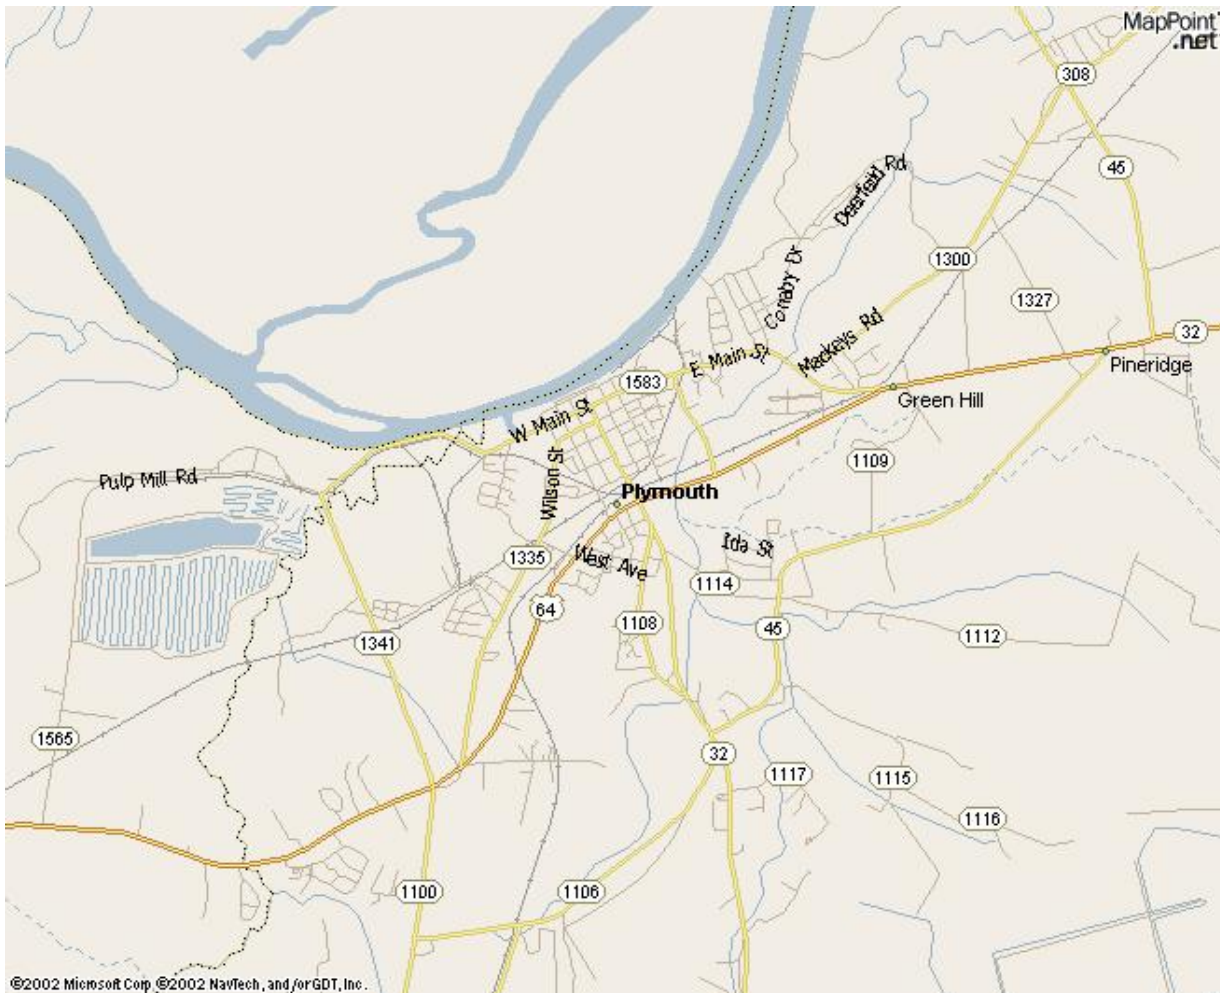 MapPoint
.net
308
45
Deerfield Rd
1300
Conaby Dr
1327
Mackeys Rd
32
E Main St
Pineridge
1583
Green Hill
W Main St
1109
Pulp Mill Rd
Wilson St
Plymouth
Ida St
1335
West Ave
1114
64
1108
45
1112
1341
1565
32
1117
1115
1116
1100
1106
©2002 Microsoft Corp ©2002 NavTech, and/or GDT, Inc.